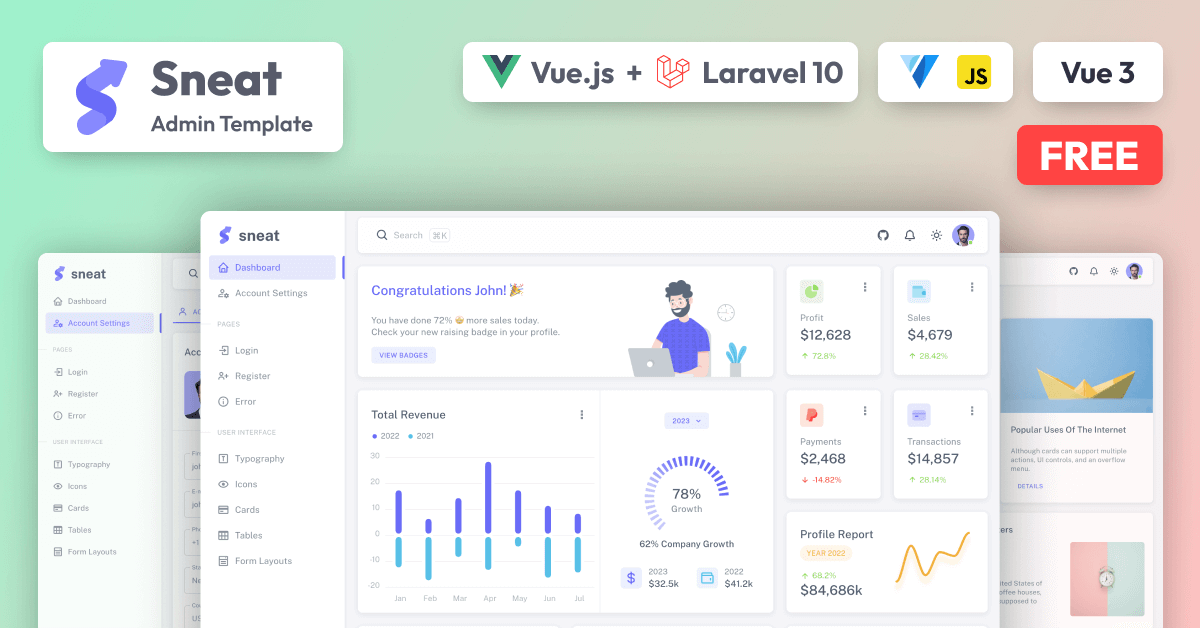 Sneat
Admin Template
Vue.js + Laravel 10
JS
Vue 3
FREE
sneat
Dashboard
Account Settings
PAGES
Login
Register
Error
USER INTERFACE
Typography
Icons
Cards
Tables
Form Layouts
sneat
Dashboard
Account Settings
PAGES
Login
Register
Error
USER INTERFACE
Typography
Icons
Cards
Tables
Form Layouts
Search ⌘K
Congratulations John! 🎉
You have done 72% 🤩 more sales today.
Check your new raising badge in your profile.
VIEW BADGES
Profit
$12,628
72.8%
Sales
$4,679
28.42%
Total Revenue
2022 2021
30
20
10
0
-10
-20
Jan Feb Mar Apr May Jun Jul
2023
78%
Growth
62% Company Growth
2023
$32.5k
2022
$41.2k
Payments
$2,468
-14.82%
Transactions
$14,857
28.14%
Profile Report
YEAR 2022
68.2%
$84,686k
Popular Uses Of The Internet
Although cards can support multiple
actions, UI controls, and an overflow
menu.
DETAILS
United States of
coffee houses,
supposed to